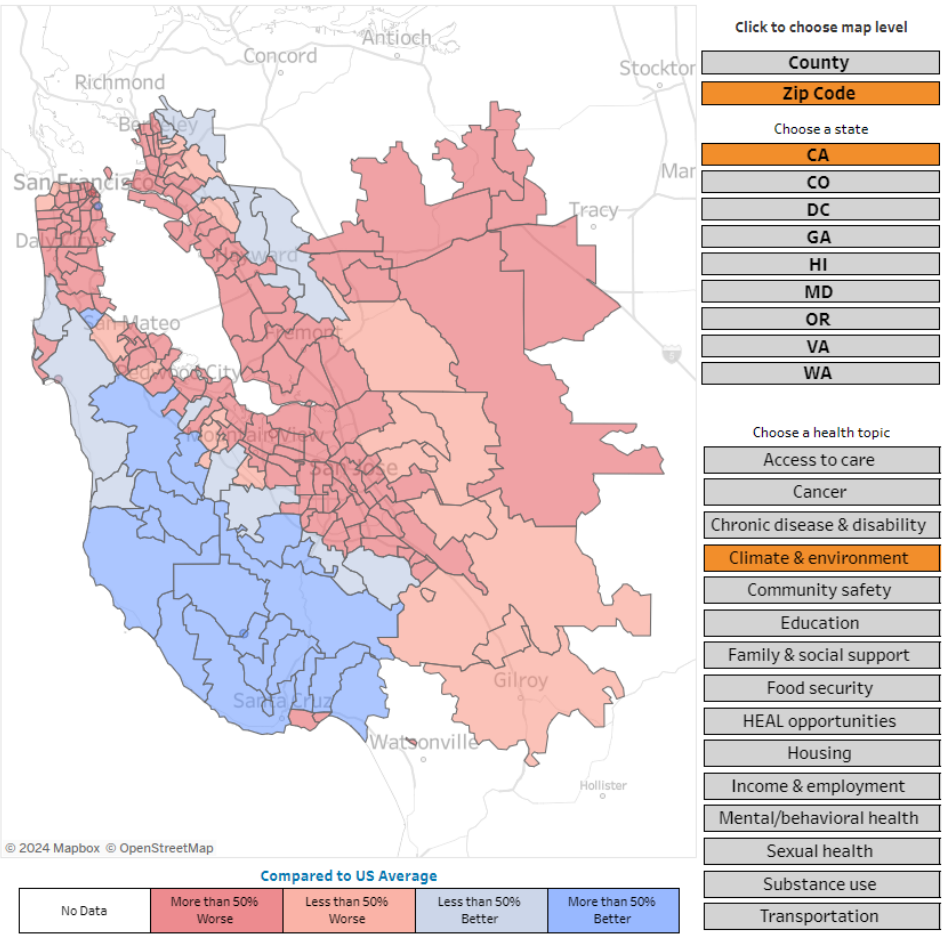 Antioch
Concord
Richmond
Stockton
Berkeley
San Francisco
Daly City
Tracy
Hayward
San Mateo
Fremont
Redwood City
Mountain View
San Jose
Gilroy
Santa Cruz
Watsonville
Hollister
© 2024 Mapbox © OpenStreetMap
Compared to US Average
No Data
More than 50%
Worse
Less than 50%
Worse
Less than 50%
Better
More than 50%
Better
Click to choose map level
County
Zip Code
Choose a state
CA
CO
DC
GA
HI
MD
OR
VA
WA
Choose a health topic
Access to care
Cancer
Chronic disease & disability
Climate & environment
Community safety
Education
Family & social support
Food security
HEAL opportunities
Housing
Income & employment
Mental/behavioral health
Sexual health
Substance use
Transportation